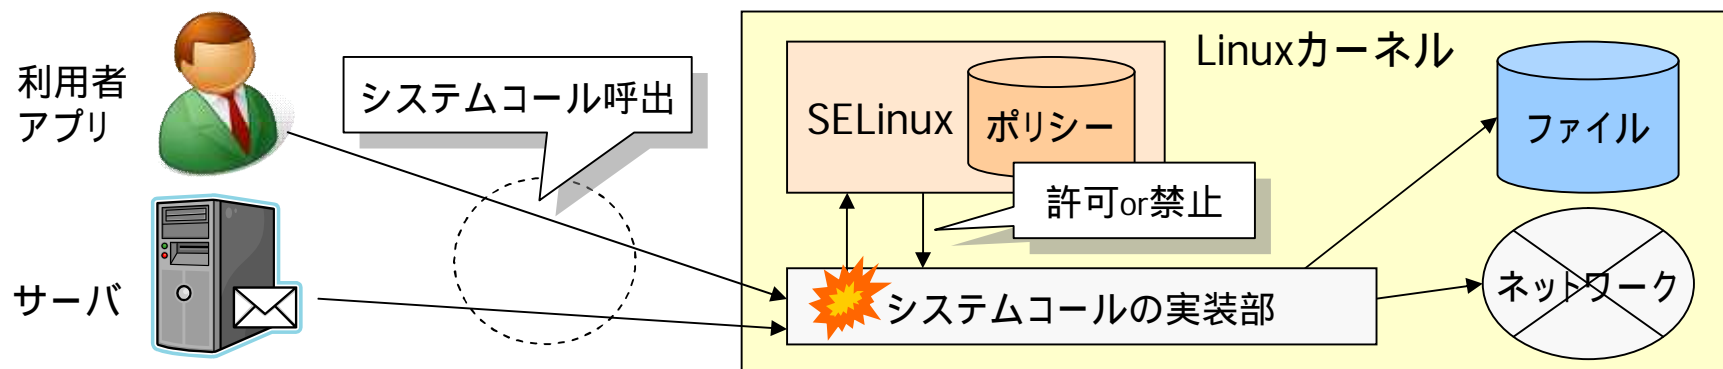 利用者
アプリ
システムコール呼出
Linuxカーネル
SELinux
ポリシー
ファイル
許可or禁止
サーバ
システムコールの実装部
ネットワーク